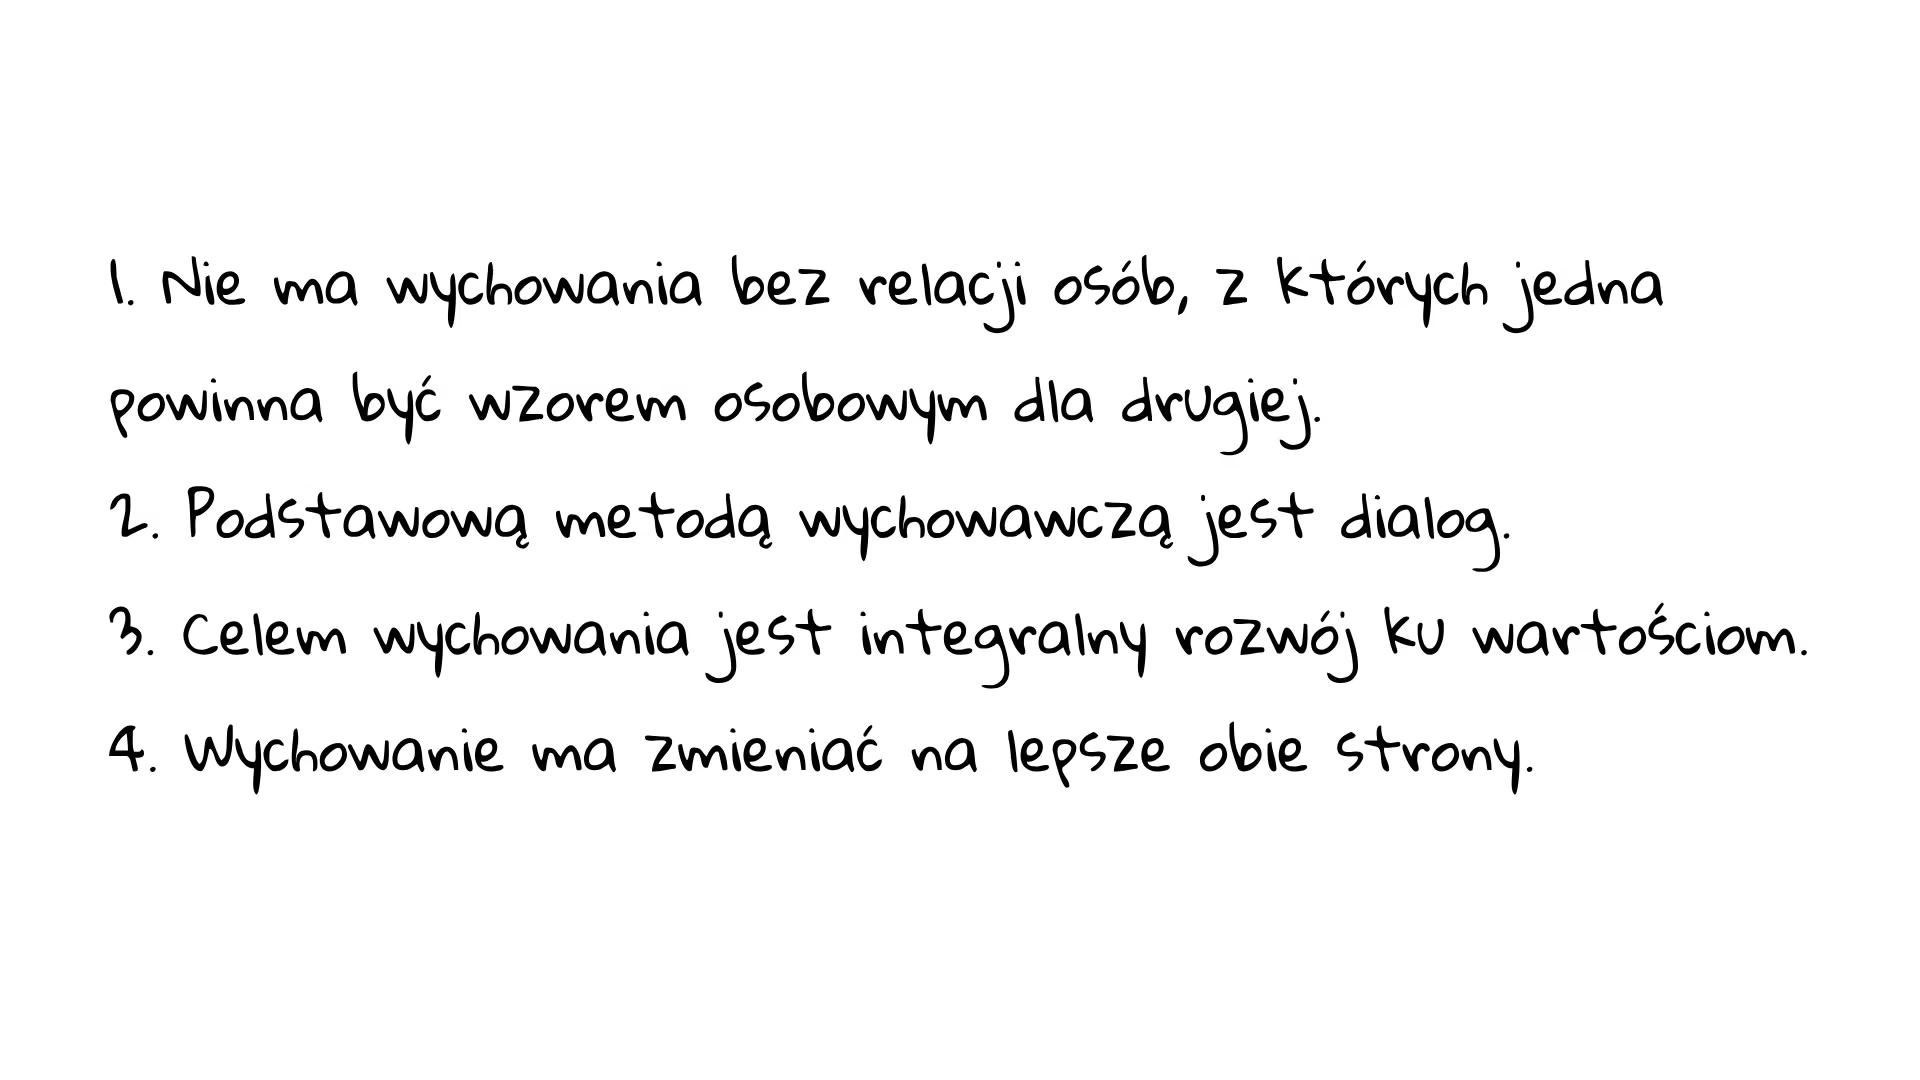 1. Nie ma wychowania bez relacji osób, z których jedna
powinna być wzorem osobowym dla drugiej.
2. Podstawową metodą wychowawczą jest dialog.
3. Celem wychowania jest integralny rozwój ku wartościom.
4. Wychowanie ma zmieniać na lepsze obie strony.